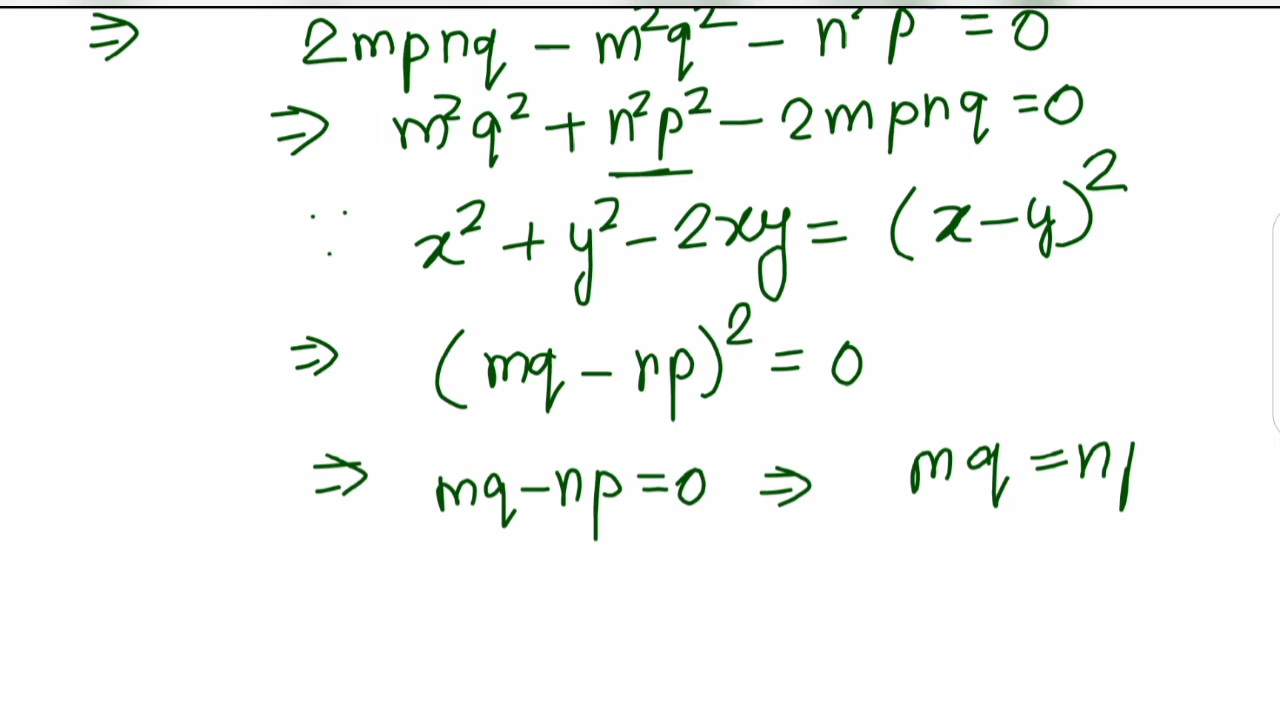 ⇒ 2mpnq − m²q² − n²p = 0
⇒ m²q² + n²p² − 2mpnq = 0
∵ x² + y² − 2xy = (x − y)²
⇒ (mq − np)² = 0
⇒ mq − np = 0 ⇒ mq = n